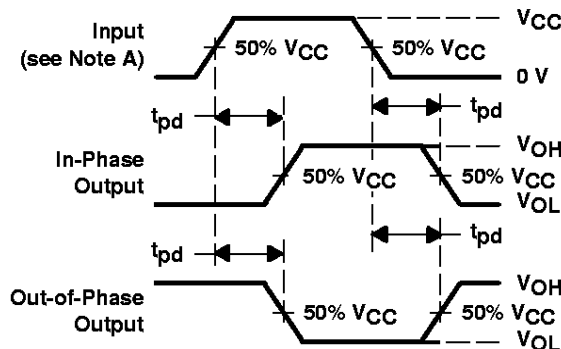 VCC
Input
(see Note A)
50% VCC
50% VCC
0 V
tpd
tpd
VOH
In-Phase
Output
50% VCC
50% VCC
VOL
tpd
tpd
VOH
Out-of-Phase
Output
50% VCC
50% VCC
VOL